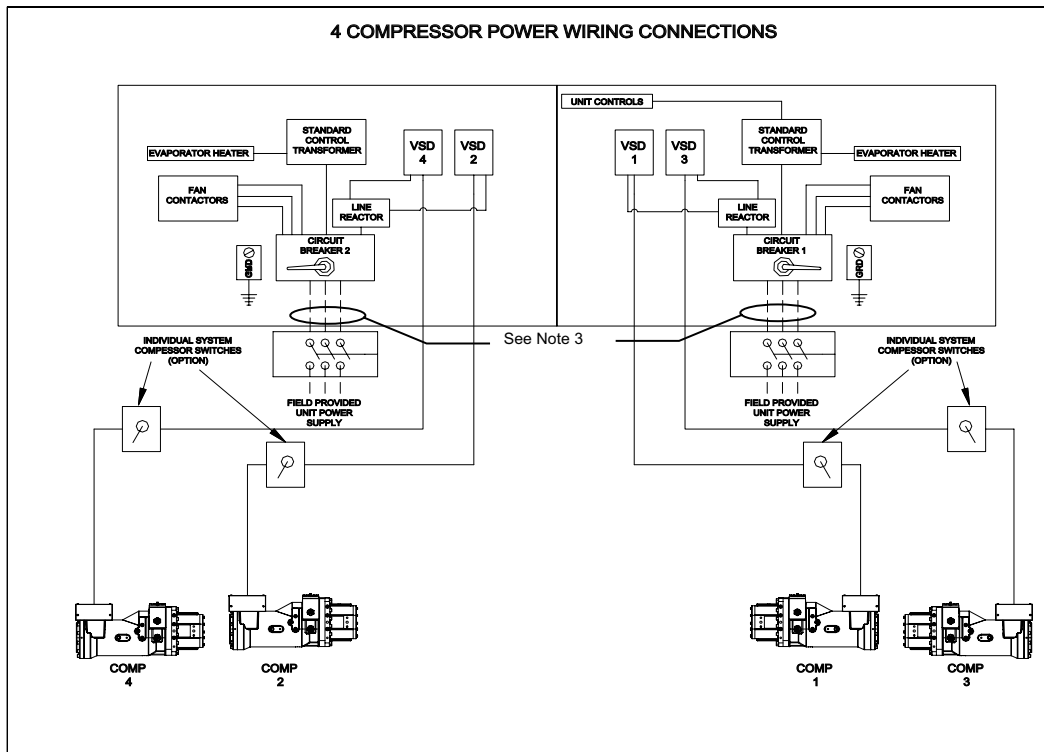 4 COMPRESSOR POWER WIRING CONNECTIONS
STANDARD
CONTROL
TRANSFORMER
EVAPORATOR HEATER
FAN
CONTACTORS
VSD
4
VSD
2
LINE
REACTOR
CIRCUIT
BREAKER 2
GMD
UNIT CONTROLS
VSD
1
VSD
3
STANDARD
CONTROL
TRANSFORMER
EVAPORATOR HEATER
LINE
REACTOR
FAN
CONTACTORS
CIRCUIT
BREAKER 1
GRD
See Note 3
INDIVIDUAL SYSTEM
COMPESSOR SWITCHES
(OPTION)
FIELD PROVIDED
UNIT POWER
SUPPLY
FIELD PROVIDED
UNIT POWER
SUPPLY
INDIVIDUAL SYSTEM
COMPESSOR SWITCHES
(OPTION)
COMP
4
COMP
2
COMP
1
COMP
3